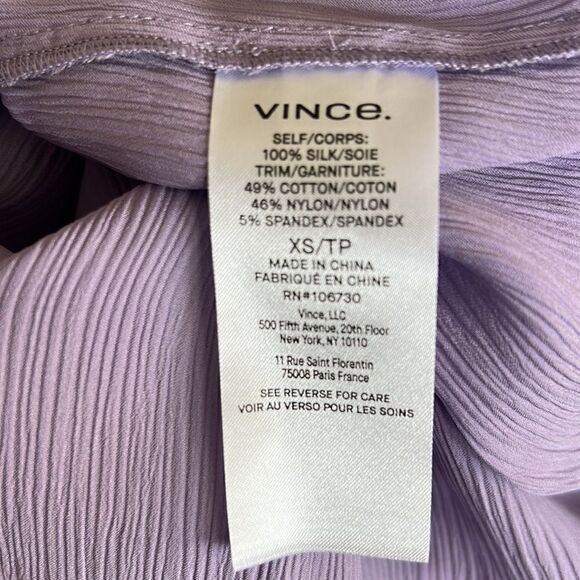 VINCE.
SELF/CORPS:
100% SILK/SOIE
TRIM/GARNITURE:
49% COTTON/COTON
46% NYLON/NYLON
5% SPANDEX/SPANDEX
XS/TP
MADE IN CHINA
FABRIQUÉ EN CHINE
RN#106730
Vince, LLC
500 Fifth Avenue, 20th Floor
New York, NY 10110
11 Rue Saint Florentin
75008 Paris France
SEE REVERSE FOR CARE
VOIR AU VERSO POUR LES SOINS